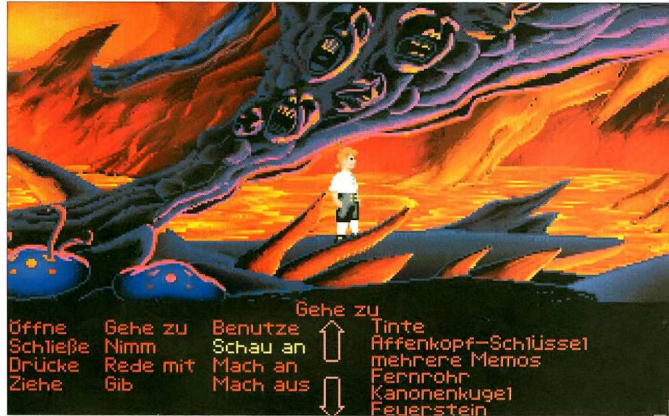 Gehe zu
Öffne Gehe zu Benutze
Schließe Nimm Schau an
Drücke Rede mit Mach an
Ziehe Gib Mach aus
Tinte
Affenkopf-Schlüssel
mehrere Memos
Fernrohr
Kanonenkugel
Feuerstein